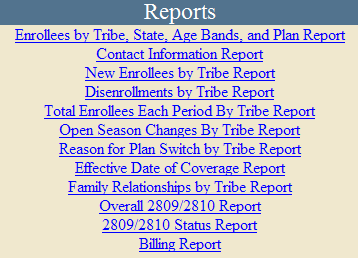 Reports
Enrollees by Tribe, State, Age Bands, and Plan Report
Contact Information Report
New Enrollees by Tribe Report
Disenrollments by Tribe Report
Total Enrollees Each Period By Tribe Report
Open Season Changes By Tribe Report
Reason for Plan Switch by Tribe Report
Effective Date of Coverage Report
Family Relationships by Tribe Report
Overall 2809/2810 Report
2809/2810 Status Report
Billing Report